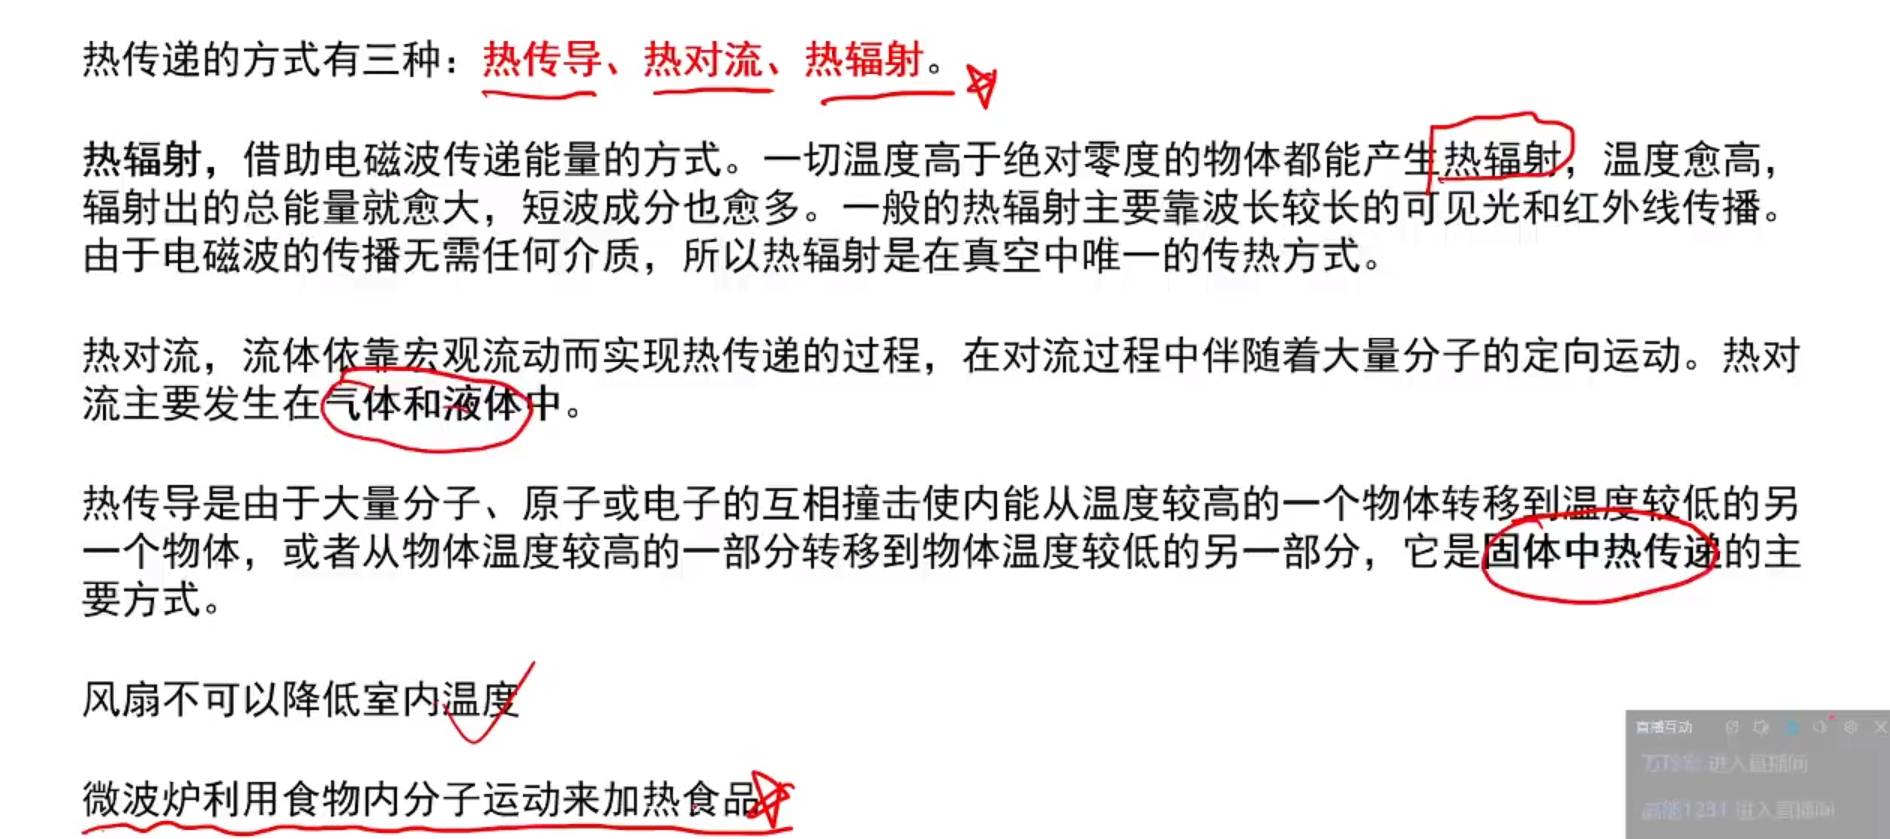 热传递的方式有三种：热传导、热对流、热辐射。
热辐射，借助电磁波传递能量的方式。一切温度高于绝对零度的物体都能产生热辐射，温度愈高，
辐射出的总能量就愈大，短波成分也愈多。一般的热辐射主要靠波长较长的可见光和红外线传播。
由于电磁波的传播无需任何介质，所以热辐射是在真空中唯一的传热方式。
热对流，流体依靠宏观流动而实现热传递的过程，在对流过程中伴随着大量分子的定向运动。热对
流主要发生在气体和液体中。
热传导是由于大量分子、原子或电子的互相撞击使内能从温度较高的一个物体转移到温度较低的另
一个物体，或者从物体温度较高的一部分转移到物体温度较低的另一部分，它是固体中热传递的主
要方式。
风扇不可以降低室内温度
微波炉利用食物内分子运动来加热食品
直播互动
进入直播间
1231 进入直播间